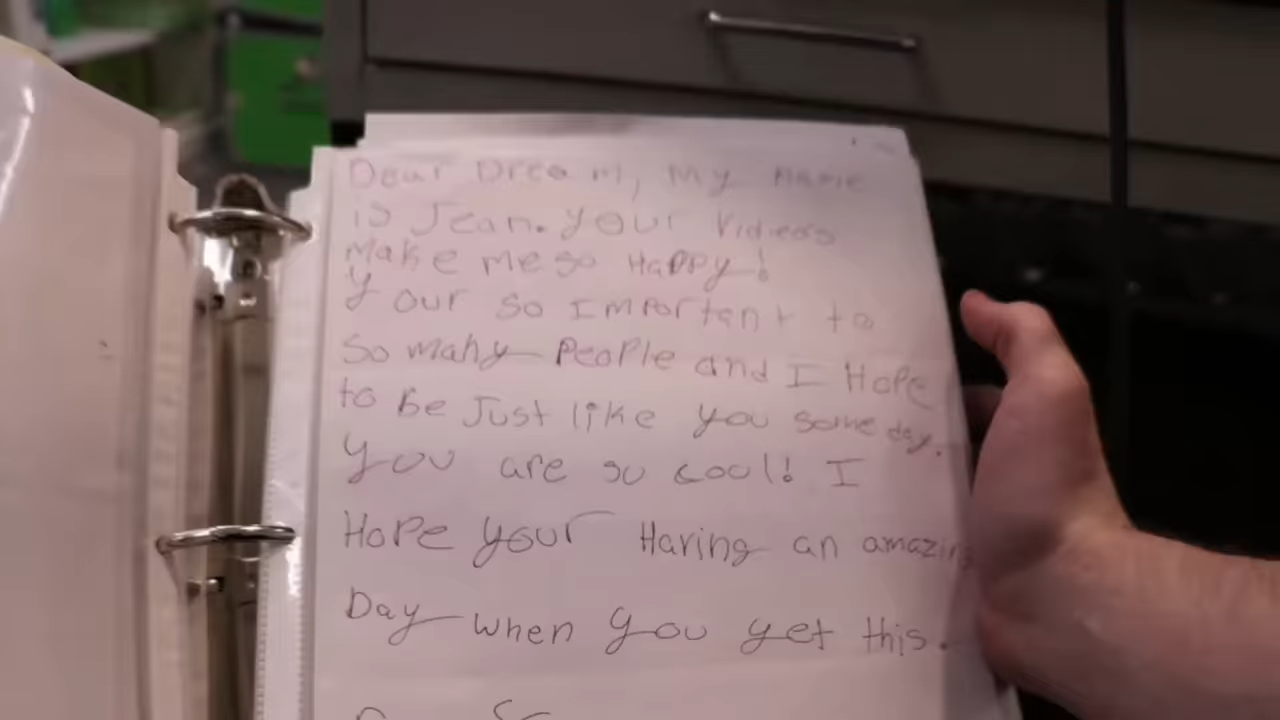 Dear Dream, My Name
is Jean. Your Videos
Make Me so Happy!
Your so Important to
So many People and I Hope
to Be Just like you some day.
You are so cool! I
Hope your Having an amazing
Day when you get this.